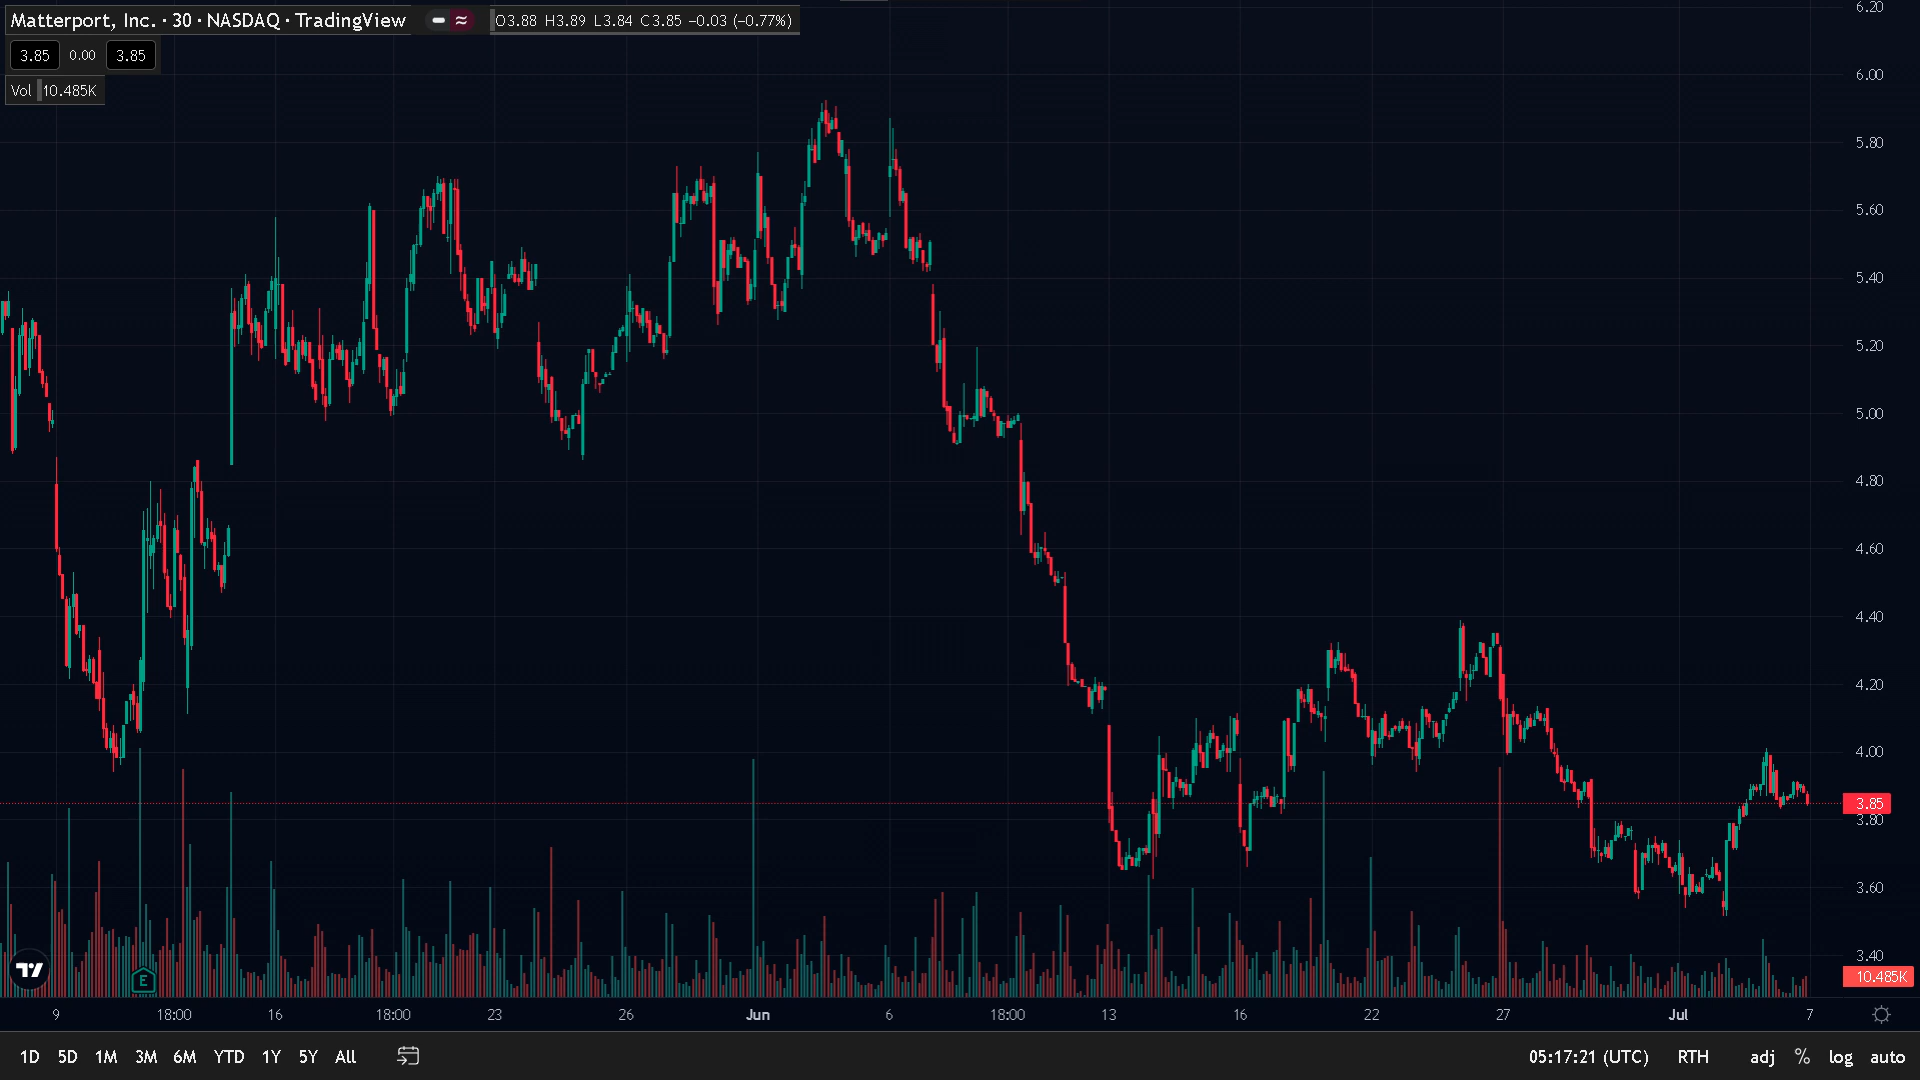 Matterport, Inc. · 30 · NASDAQ · TradingView
O3.88 H3.89 L3.84 C3.85 −0.03 (−0.77%)
3.85 0.00 3.85
Vol 10.485K
6.20
6.00
5.80
5.60
5.40
5.20
5.00
4.80
4.60
4.40
4.20
4.00
3.85
3.80
3.60
3.40
10.485K
E
9 18:00 16 18:00 23 26 Jun 6 18:00 13 16 22 27 Jul 7
1D 5D 1M 3M 6M YTD 1Y 5Y All 05:17:21 (UTC) RTH adj % log auto